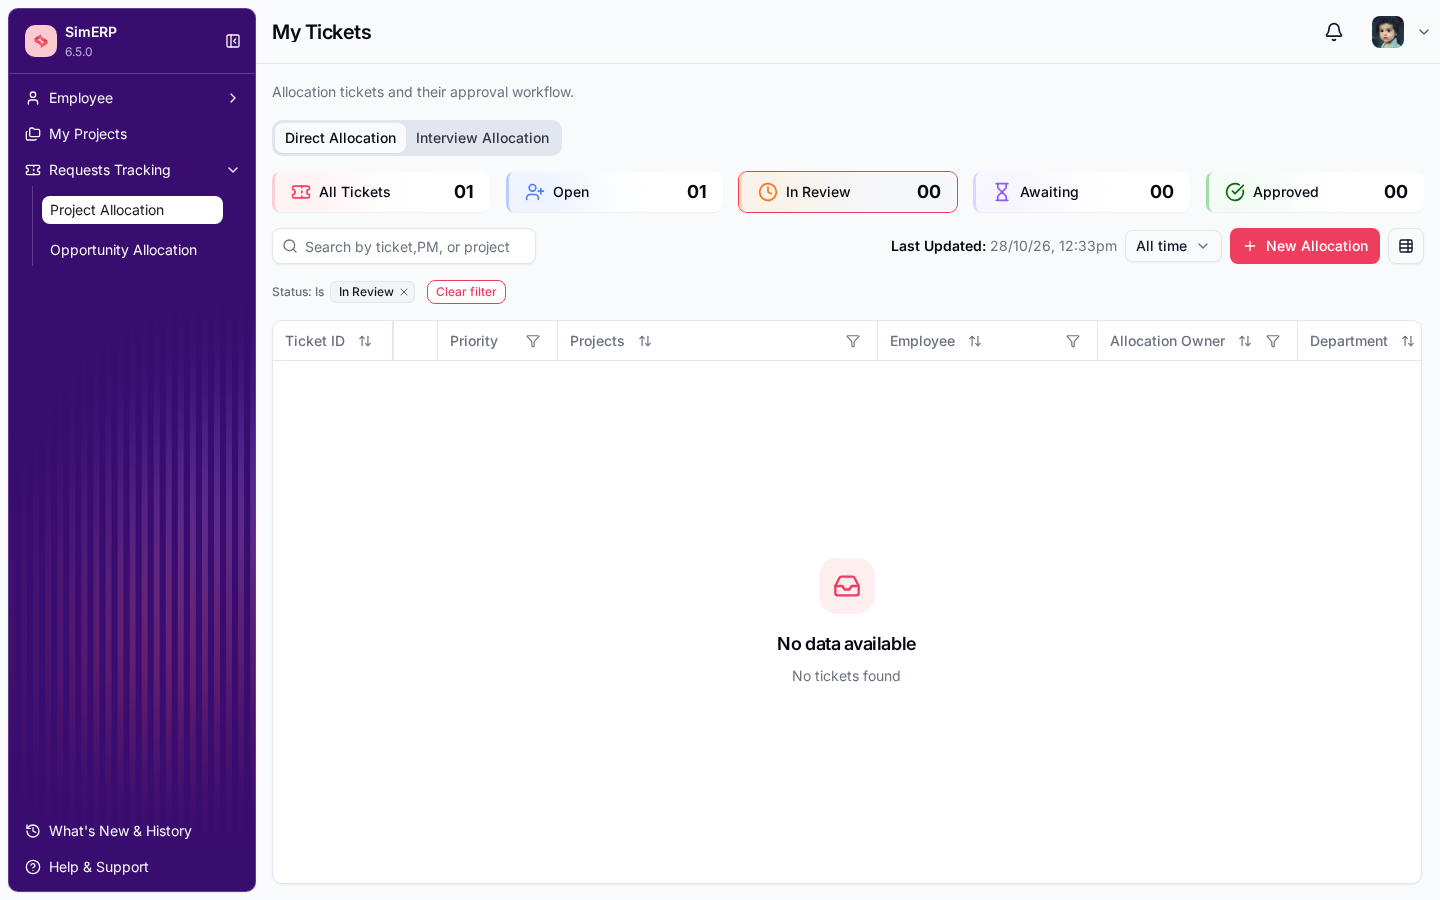 SimERP
6.5.0
Employee
My Projects
Requests Tracking
Project Allocation
Opportunity Allocation
What's New & History
Help & Support
My Tickets
Allocation tickets and their approval workflow.
Direct Allocation Interview Allocation
All Tickets 01 Open 01 In Review 00 Awaiting 00 Approved 00
Search by ticket,PM, or project Last Updated: 28/10/26, 12:33pm All time New Allocation
Status: Is In Review Clear filter
Ticket ID Priority Projects Employee Allocation Owner Department
No data available
No tickets found